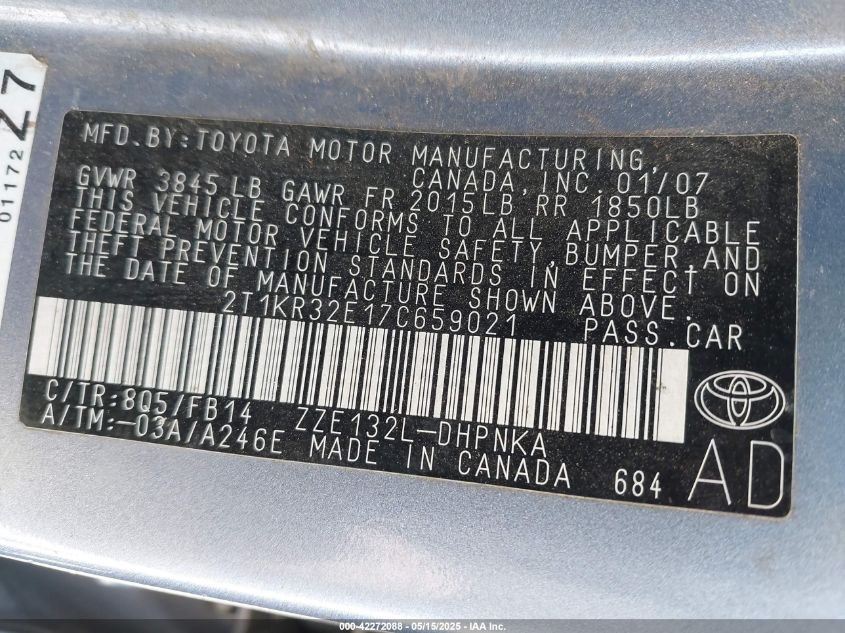 01172
Z7
MFD.BY:TOYOTA MOTOR MANUFACTURING,
CANADA,INC. 01/07
GVWR 3845LB GAWR FR 2015LB RR 1850LB
THIS VEHICLE CONFORMS TO ALL APPLICABLE
FEDERAL MOTOR VEHICLE SAFETY,BUMPER AND
THEFT PREVENTION STANDARDS IN EFFECT ON
THE DATE OF MANUFACTURE SHOWN ABOVE.
2T1KR32E17C659021 PASS.CAR
C/TR:8Q5/FB14 ZZE132L-DHPNKA
A/TM:-03A/A246E MADE IN CANADA 684
AD
000-42272088 - 05/15/2025 - IAA Inc.